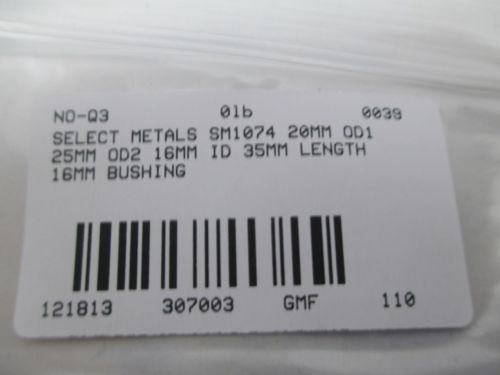 NO-Q3 01b 0039
SELECT METALS SM1074 20MM OD1
25MM OD2 16MM ID 35MM LENGTH
16MM BUSHING
121813 307003 GMF 110